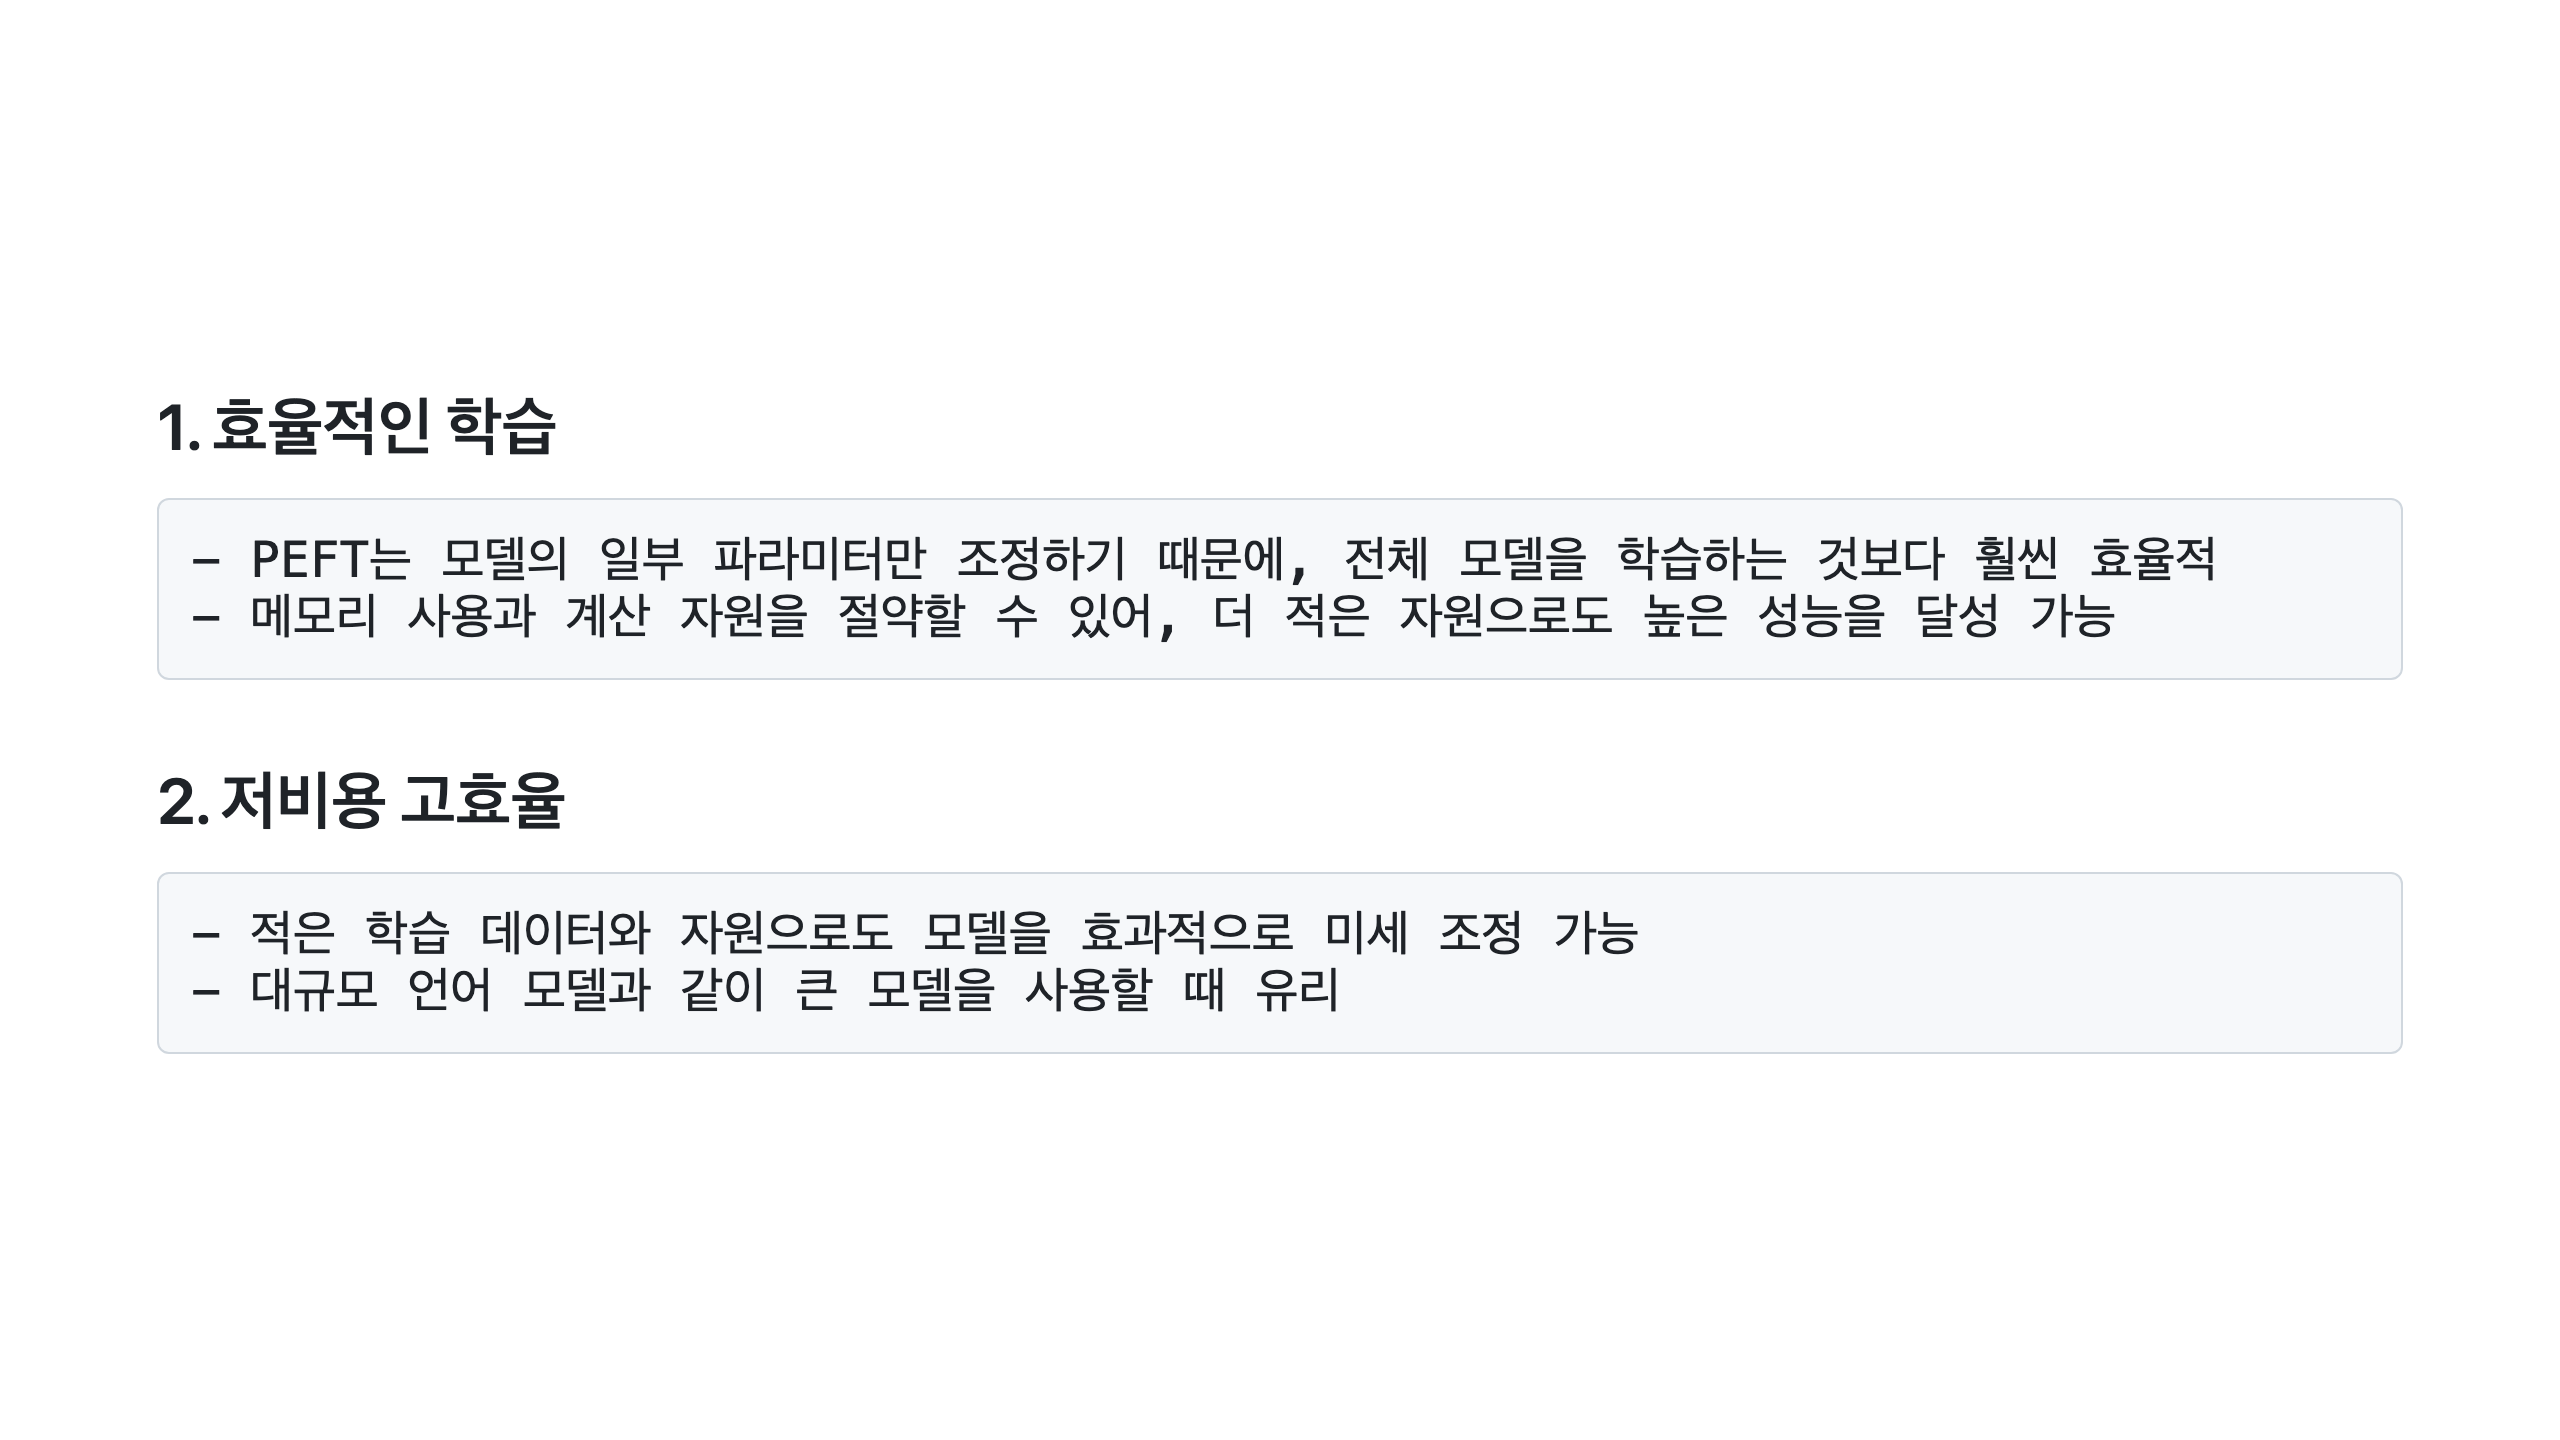 1. 효율적인 학습
- PEFT는 모델의 일부 파라미터만 조정하기 때문에, 전체 모델을 학습하는 것보다 훨씬 효율적
- 메모리 사용과 계산 자원을 절약할 수 있어, 더 적은 자원으로도 높은 성능을 달성 가능
2. 저비용 고효율
- 적은 학습 데이터와 자원으로도 모델을 효과적으로 미세 조정 가능
- 대규모 언어 모델과 같이 큰 모델을 사용할 때 유리